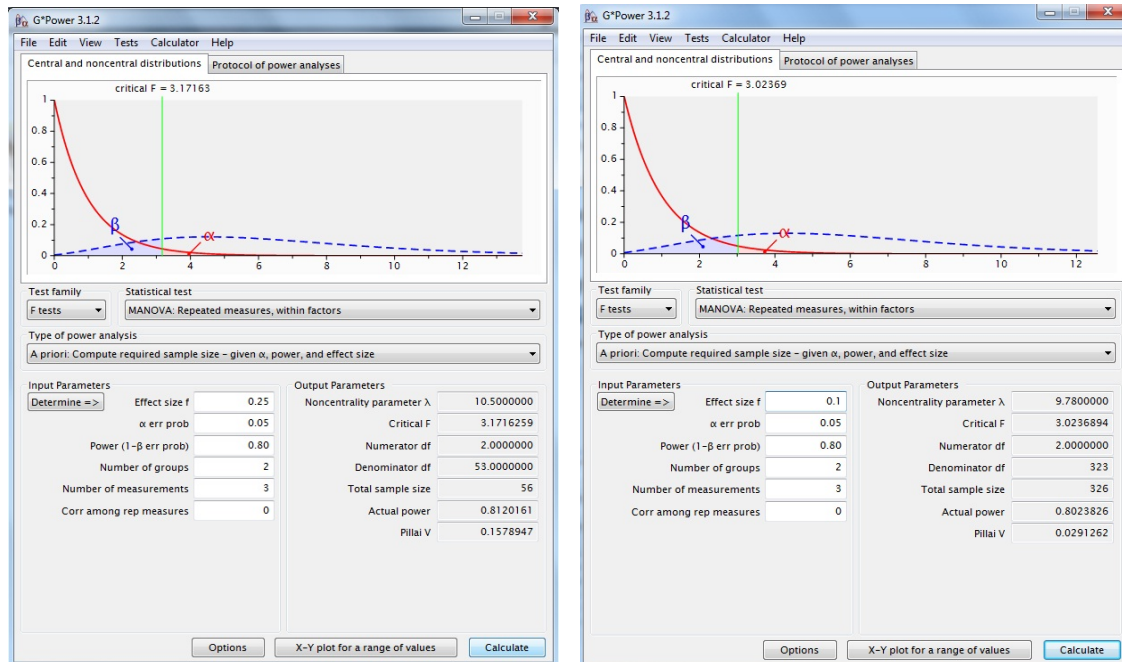 G*Power 3.1.2
File Edit View Tests Calculator Help
Central and noncentral distributions Protocol of power analyses
critical F = 3.17163
1
0.8
0.6
0.4
0.2
0
β
α
0 2 4 6 8 10 12
Test family Statistical test
F tests MANOVA: Repeated measures, within factors
Type of power analysis
A priori: Compute required sample size – given α, power, and effect size
Input Parameters Output Parameters
Determine => Effect size f 0.25 Noncentrality parameter λ 10.5000000
α err prob 0.05 Critical F 3.1716259
Power (1-β err prob) 0.80 Numerator df 2.0000000
Number of groups 2 Denominator df 53.0000000
Number of measurements 3 Total sample size 56
Corr among rep measures 0 Actual power 0.8120161
Pillai V 0.1578947
Options X-Y plot for a range of values Calculate
G*Power 3.1.2
File Edit View Tests Calculator Help
Central and noncentral distributions Protocol of power analyses
critical F = 3.02369
1
0.8
0.6
0.4
0.2
0
β
α
0 2 4 6 8 10 12
Test family Statistical test
F tests MANOVA: Repeated measures, within factors
Type of power analysis
A priori: Compute required sample size – given α, power, and effect size
Input Parameters Output Parameters
Determine => Effect size f 0.1 Noncentrality parameter λ 9.7800000
α err prob 0.05 Critical F 3.0236894
Power (1-β err prob) 0.80 Numerator df 2.0000000
Number of groups 2 Denominator df 323
Number of measurements 3 Total sample size 326
Corr among rep measures 0 Actual power 0.8023826
Pillai V 0.0291262
Options X-Y plot for a range of values Calculate